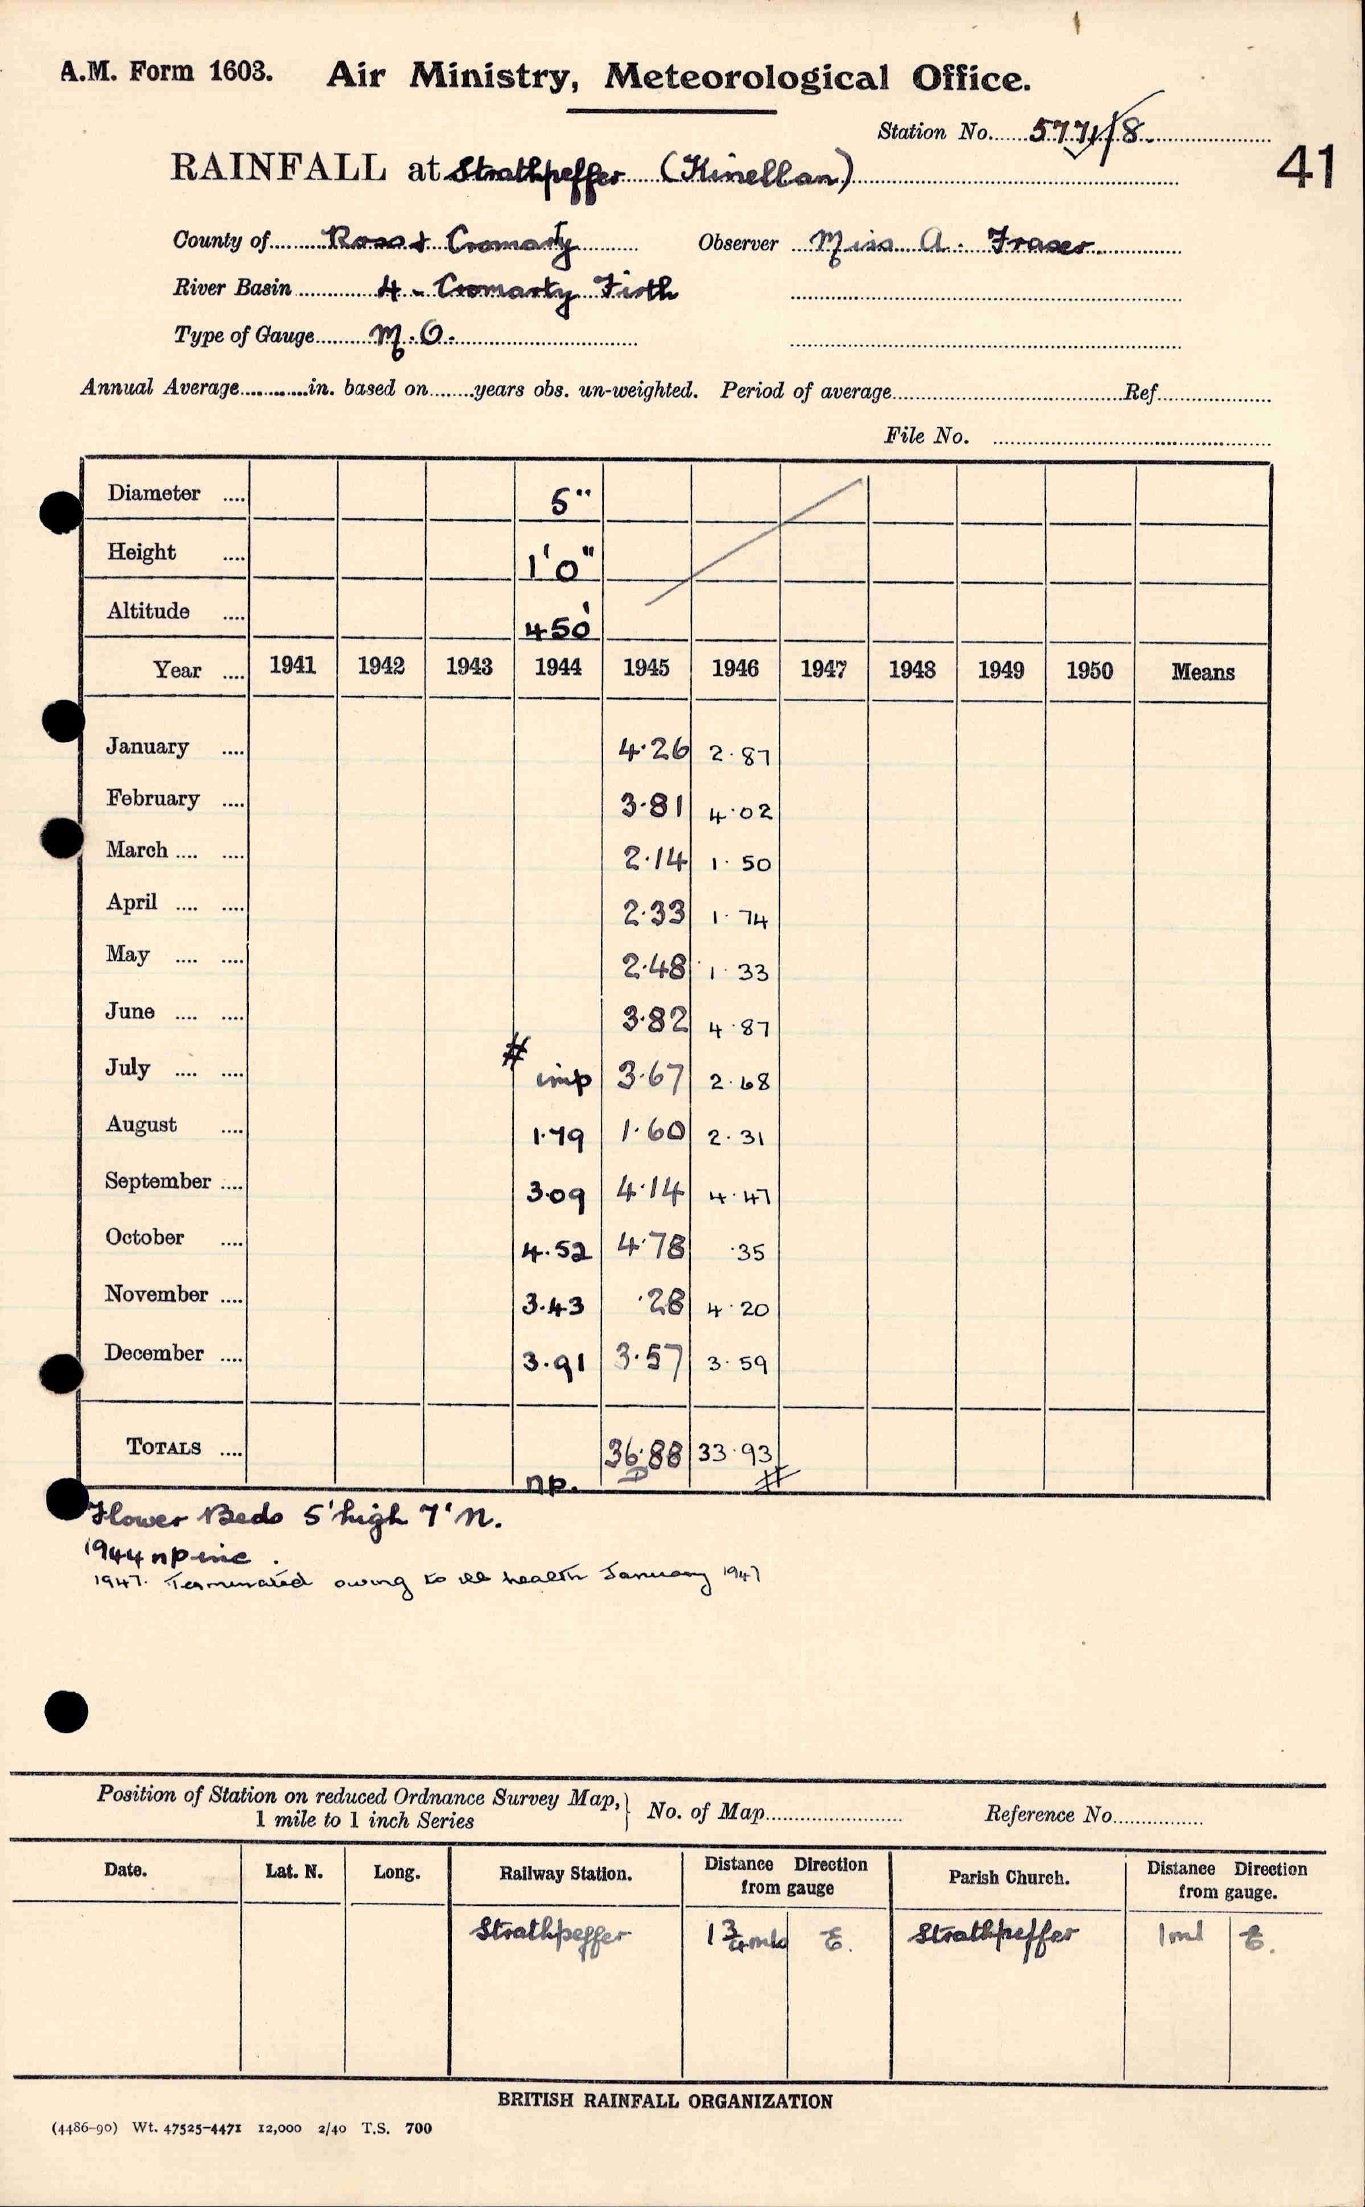 A.M. Form 1603. Air Ministry, Meteorological Office.
Station No. 5771/8
41
RAINFALL at Strathpeffer (Kinellan)
County of Ross & Cromarty Observer Miss A. Fraser.
River Basin 4 - Cromarty Firth
Type of Gauge M.O.
Annual Average in. based on years obs. un-weighted. Period of average Ref
File No.
Diameter 5"
Height 1'0"
Altitude 450'
Year 1941 1942 1943 1944 1945 1946 1947 1948 1949 1950 Means
January 4.26 2.87
February 3.81 4.02
March 2.14 1.50
April 2.33 1.74
May 2.48 1.33
June 3.82 4.87
July # imp 3.67 2.68
August 1.79 1.60 2.31
September 3.09 4.14 4.47
October 4.52 4.78 .35
November 3.43 .28 4.20
December 3.91 3.57 3.59
TOTALS np. 36.88 33.93 #
Flower Beds 5' high 7' N.
1944 np inc.
1947. Terminated owing to ill health January 1947
Position of Station on reduced Ordnance Survey Map, 1 mile to 1 inch Series No. of Map Reference No.
Date. Lat. N. Long. Railway Station. Distance Direction from gauge Parish Church. Distance Direction from gauge.
Strathpeffer 1 3/4 mls E. Strathpeffer 1 ml E.
BRITISH RAINFALL ORGANIZATION
(4486-90) Wt. 47525-4471 12,000 2/40 T.S. 700